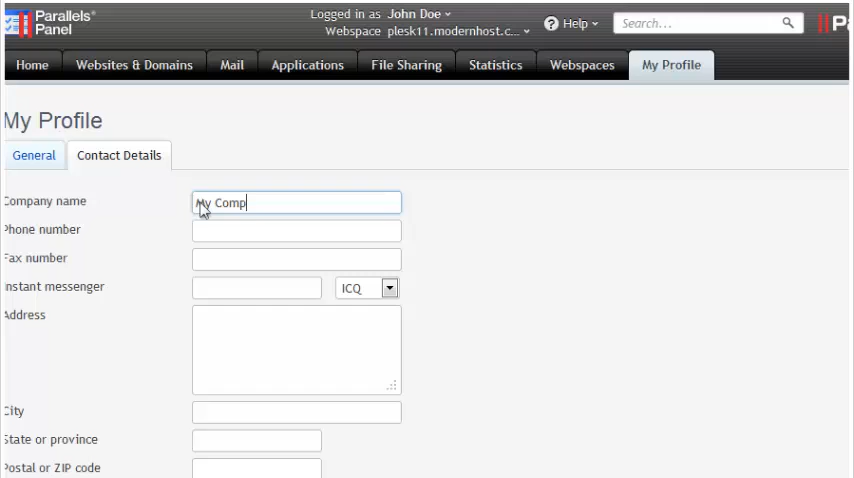 Parallels®
Panel
Logged in as John Doe
Webspace plesk11.modernhost.c...
? Help
Search...
Home
Websites & Domains
Mail
Applications
File Sharing
Statistics
Webspaces
My Profile
My Profile
General
Contact Details
Company name
My Comp
Phone number
Fax number
nstant messenger
ICQ
Address
City
State or province
Postal or ZIP code